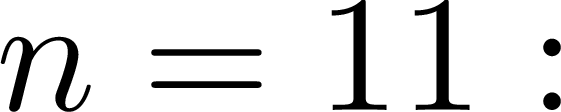 n = 11 :